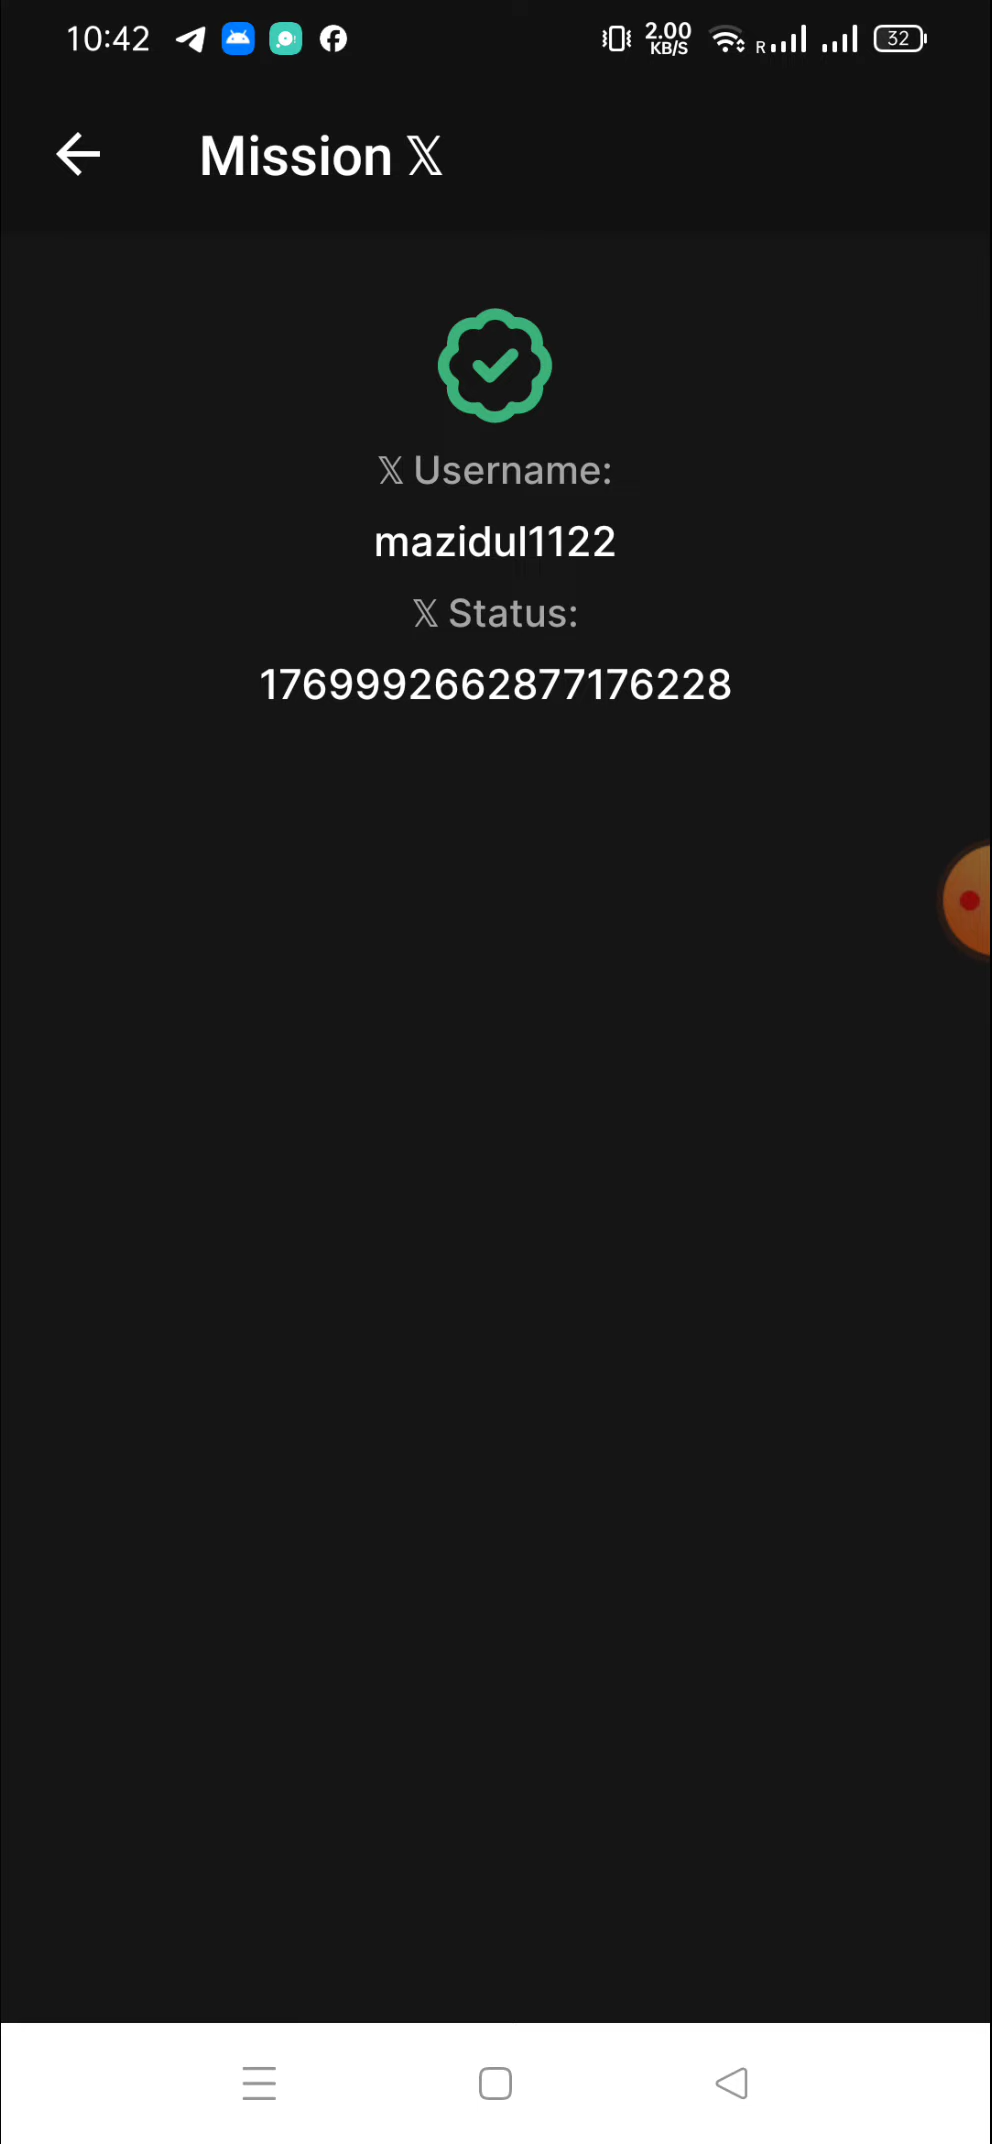 10:42
2.00
KB/S
R
32
Mission 𝕏
𝕏 Username:
mazidul1122
𝕏 Status:
1769992662877176228